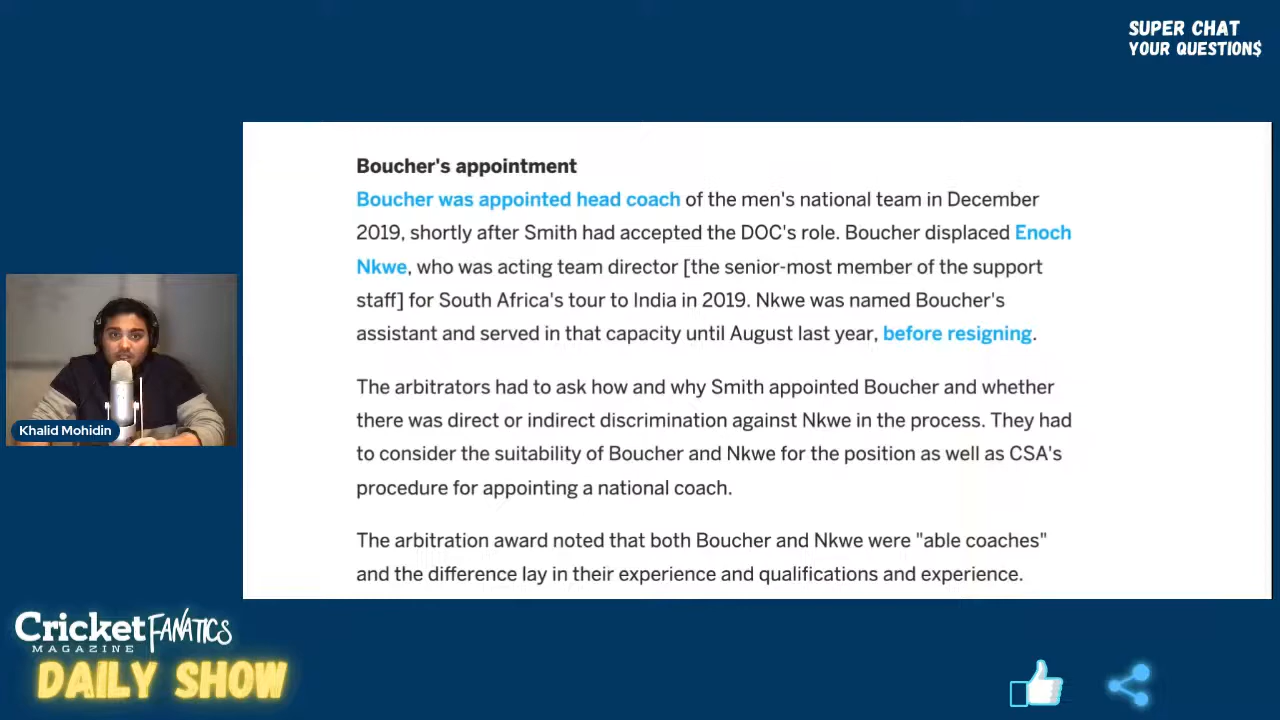 SUPER CHAT
YOUR QUESTION$
Boucher's appointment
Boucher was appointed head coach of the men's national team in December
2019, shortly after Smith had accepted the DOC's role. Boucher displaced Enoch
Nkwe, who was acting team director [the senior-most member of the support
staff] for South Africa's tour to India in 2019. Nkwe was named Boucher's
assistant and served in that capacity until August last year, before resigning.
The arbitrators had to ask how and why Smith appointed Boucher and whether
there was direct or indirect discrimination against Nkwe in the process. They had
to consider the suitability of Boucher and Nkwe for the position as well as CSA's
procedure for appointing a national coach.
The arbitration award noted that both Boucher and Nkwe were "able coaches"
and the difference lay in their experience and qualifications and experience.
Khalid Mohidin
Cricket FANATICS
MAGAZINE
DAILY SHOW